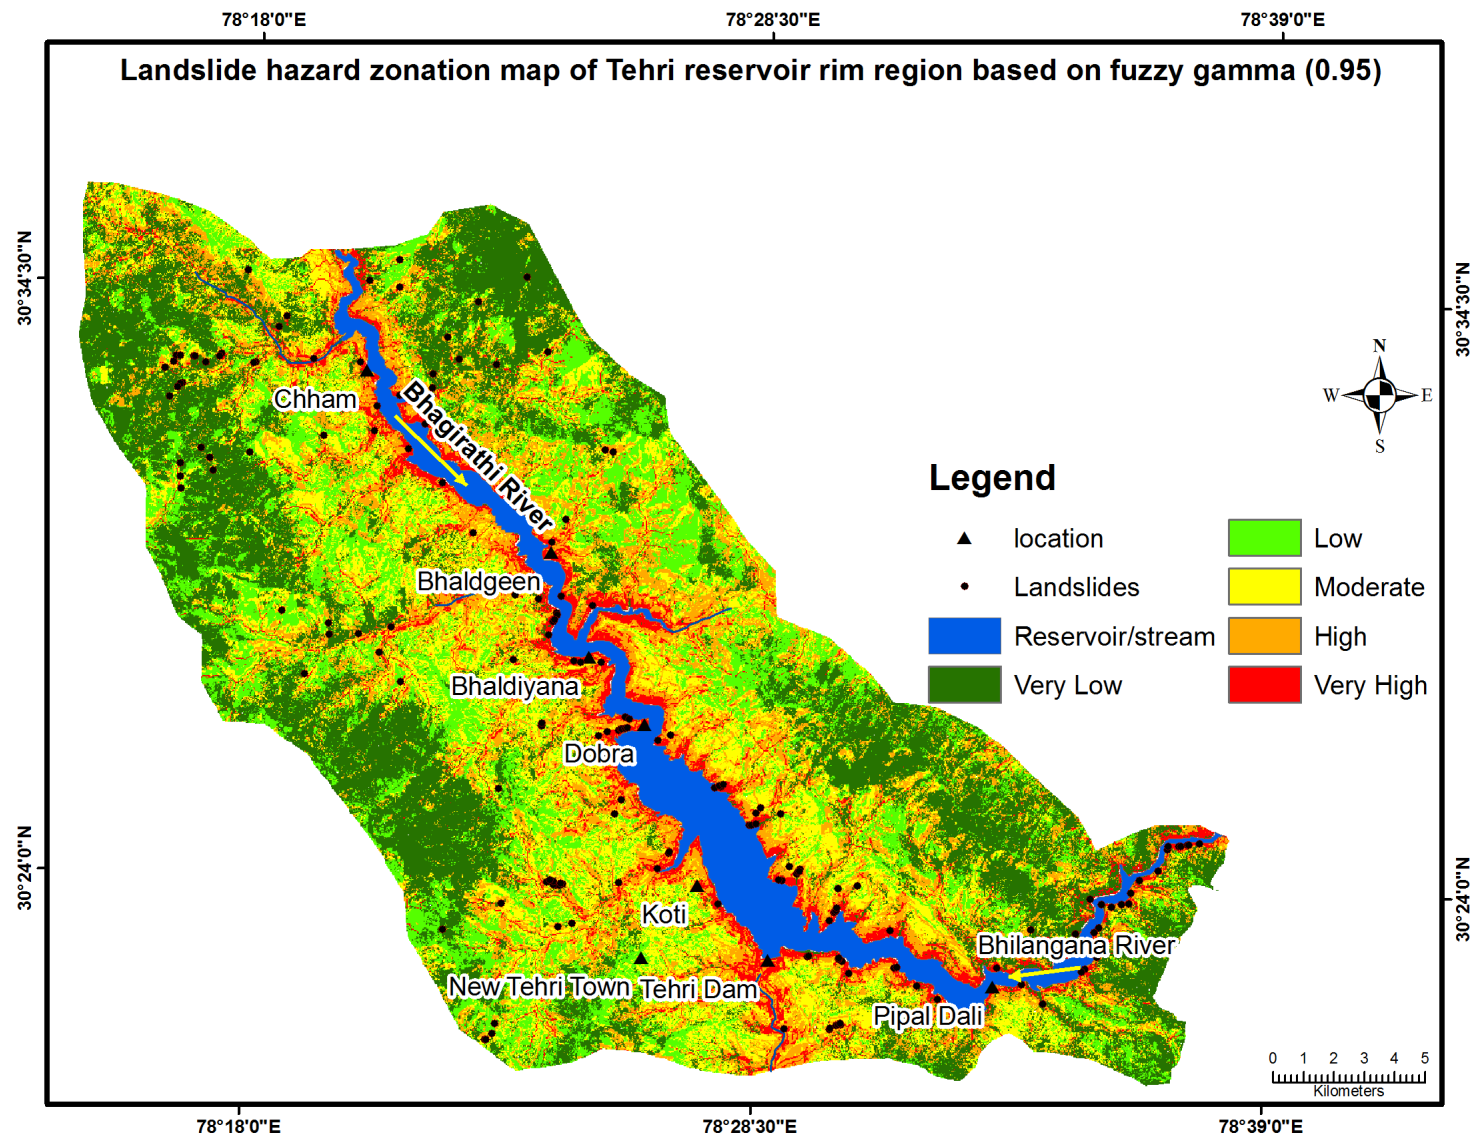 78°18'0"E
78°28'30"E
78°39'0"E
Landslide hazard zonation map of Tehri reservoir rim region based on fuzzy gamma (0.95)
30°34'30"N
30°34'30"N
N
W
E
S
Chham
Bhagirathi River
Legend
location
Low
Landslides
Moderate
Reservoir/stream
High
Very Low
Very High
Bhaldgeen
Bhaldiyana
Dobra
30°24'0"N
30°24'0"N
Koti
Bhilangana River
New Tehri Town
Tehri Dam
Pipal Dali
0 1 2 3 4 5
Kilometers
78°18'0"E
78°28'30"E
78°39'0"E